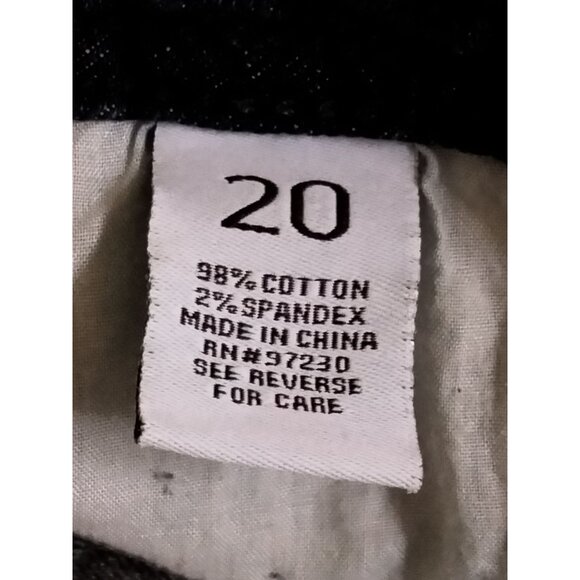 20
98% COTTON
2% SPANDEX
MADE IN CHINA
RN#97230
SEE REVERSE
FOR CARE